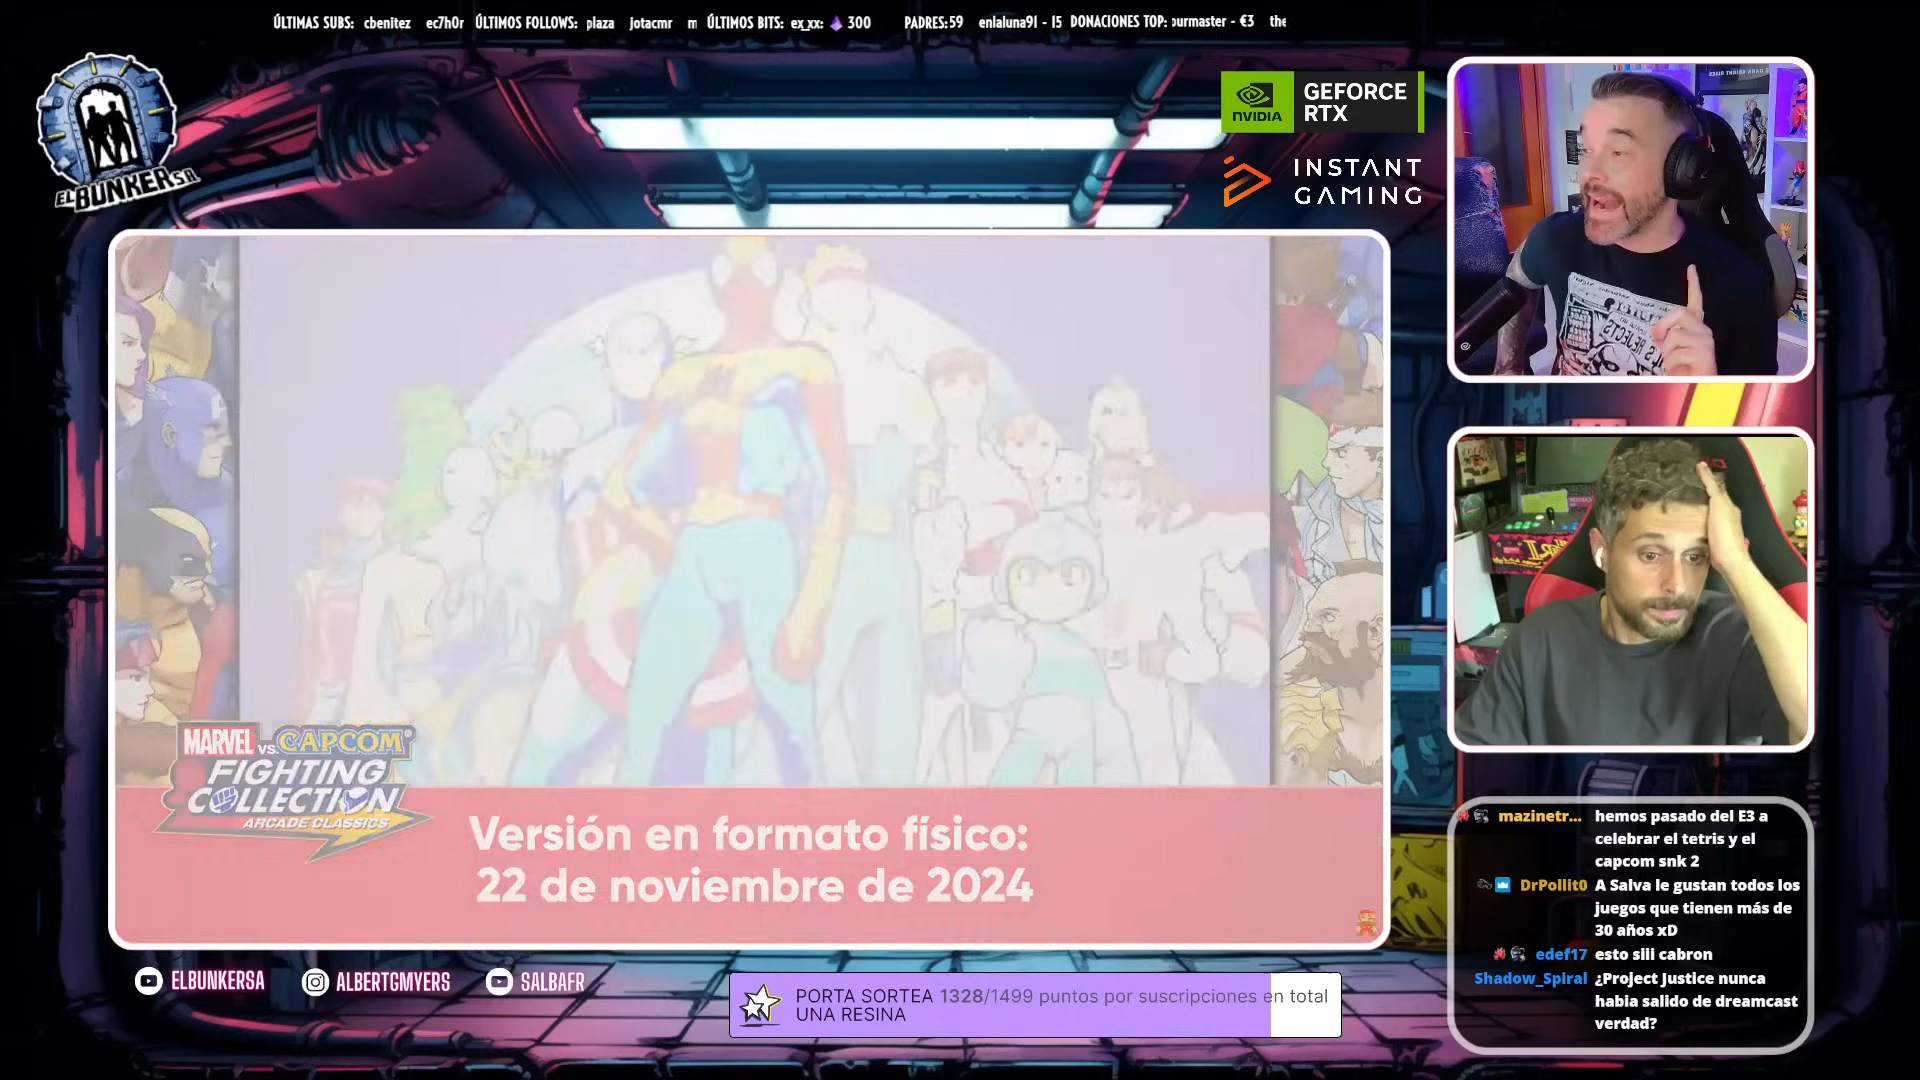 ÚLTIMAS SUBS: cbenitez ec7h0r ÚLTIMOS FOLLOWS: plaza jotacmr m ÚLTIMOS BITS: ex_xx: 300 PADRES:59 enlaluna91 - 15 DONACIONES TOP: ourmaster - €3 the
EL BUNKER S.A.
NVIDIA
GEFORCE
RTX
INSTANT
GAMING
MARVEL VS. CAPCOM
FIGHTING
COLLECTION
ARCADE CLASSICS
Versión en formato físico:
22 de noviembre de 2024
mazinetr... hemos pasado del E3 a
celebrar el tetris y el
capcom snk 2
DrPollit0 A Salva le gustan todos los
juegos que tienen más de
30 años xD
edef17 esto siii cabron
Shadow_Spiral ¿Project Justice nunca
habia salido de dreamcast
verdad?
ELBUNKERSA
ALBERTGMYERS
SALBAFR
PORTA SORTEA 1328/1499 puntos por suscripciones en total
UNA RESINA